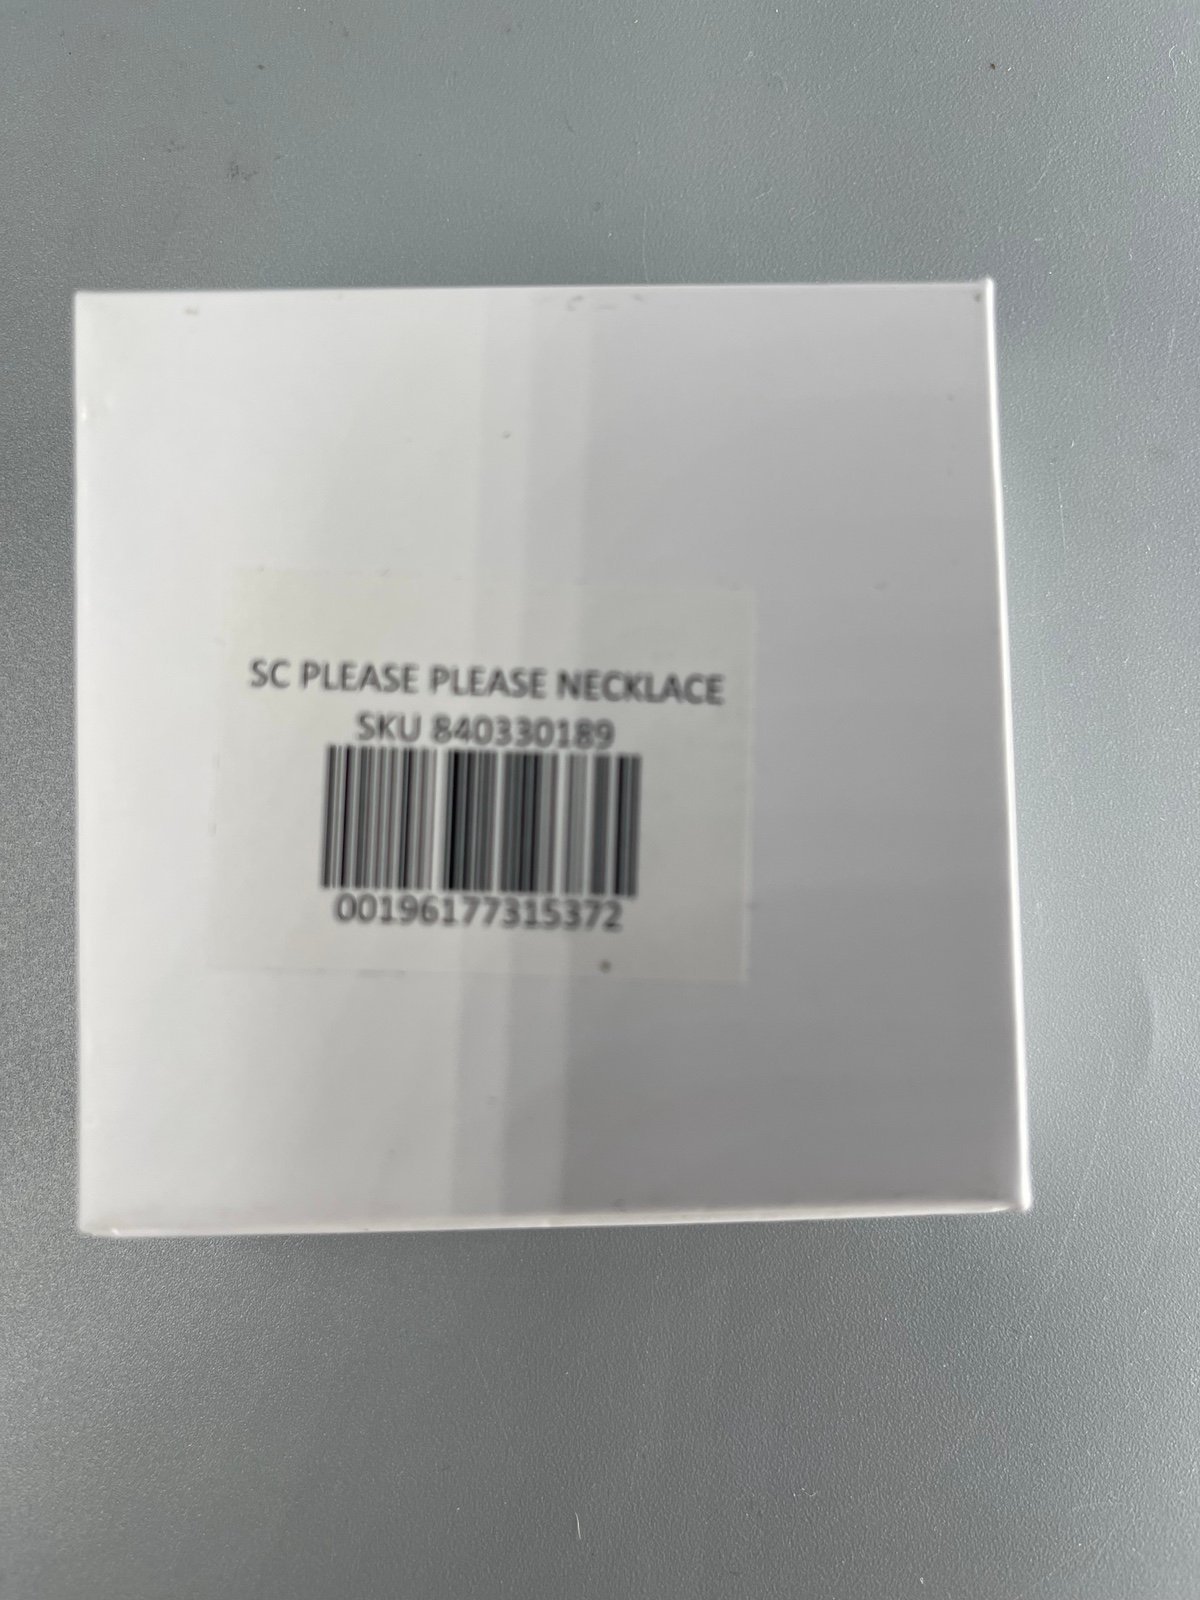 SC PLEASE PLEASE NECKLACE
SKU 840330189
00196177315372